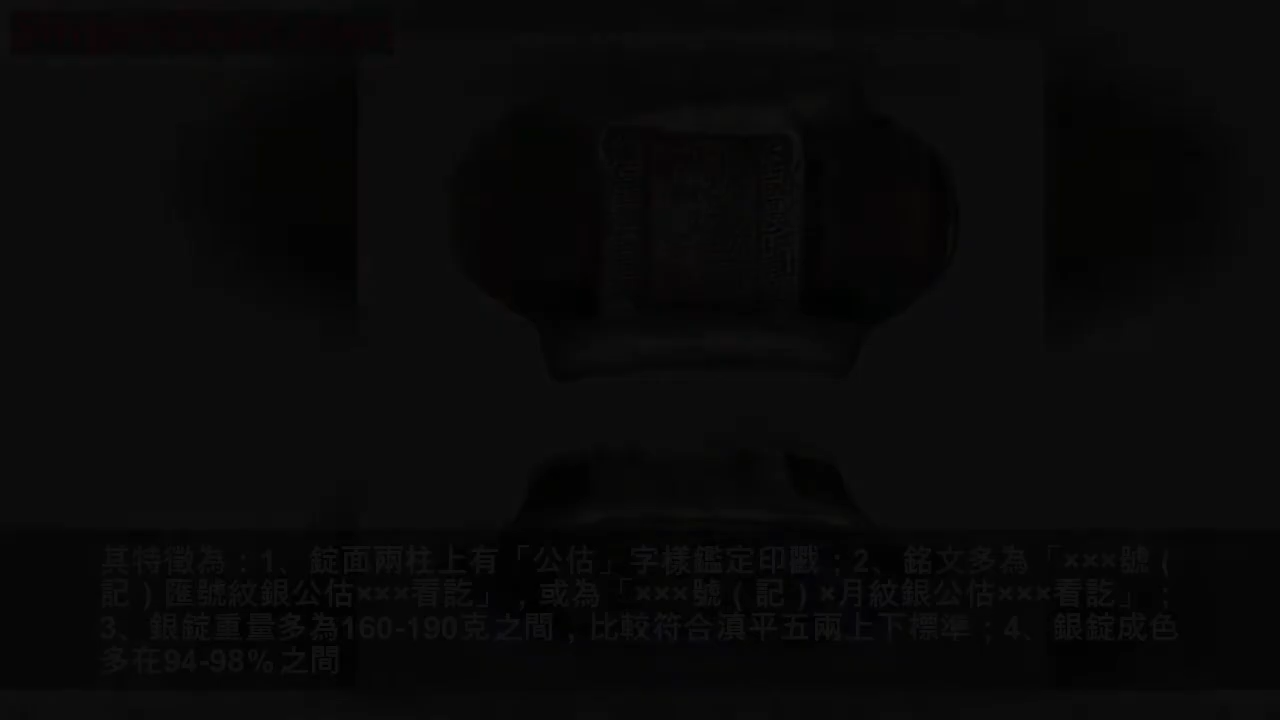 其特徵為：1、錠面兩柱上有「公估」字樣鑑定印戳；2、銘文多為「×××號（
記）匯號紋銀公估×××看訖」，或為「×××號（記）×月紋銀公估×××看訖」；
3、銀錠重量多為160-190克之間，比較符合滇平五兩上下標準；4、銀錠成色
多在94-98%之間